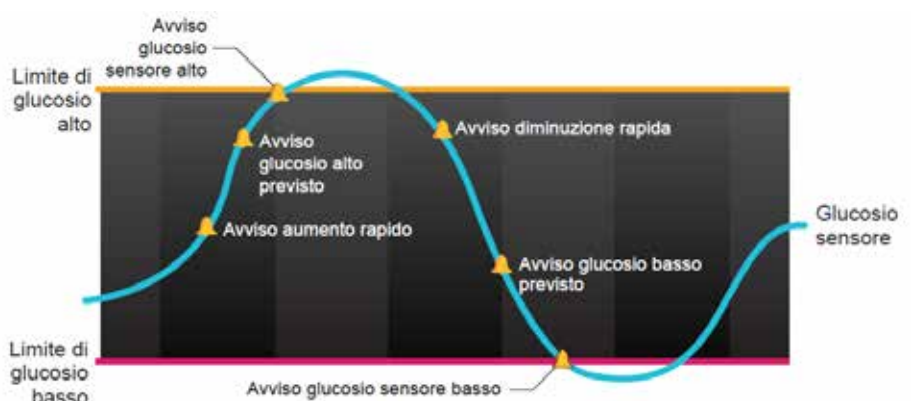 Avviso
glucosio
sensore alto
Limite di
glucosio
alto
Avviso diminuzione rapida
Avviso
glucosio alto
previsto
Avviso aumento rapido
Glucosio
sensore
Avviso glucosio basso
previsto
Limite di
glucosio
basso
Avviso glucosio sensore basso